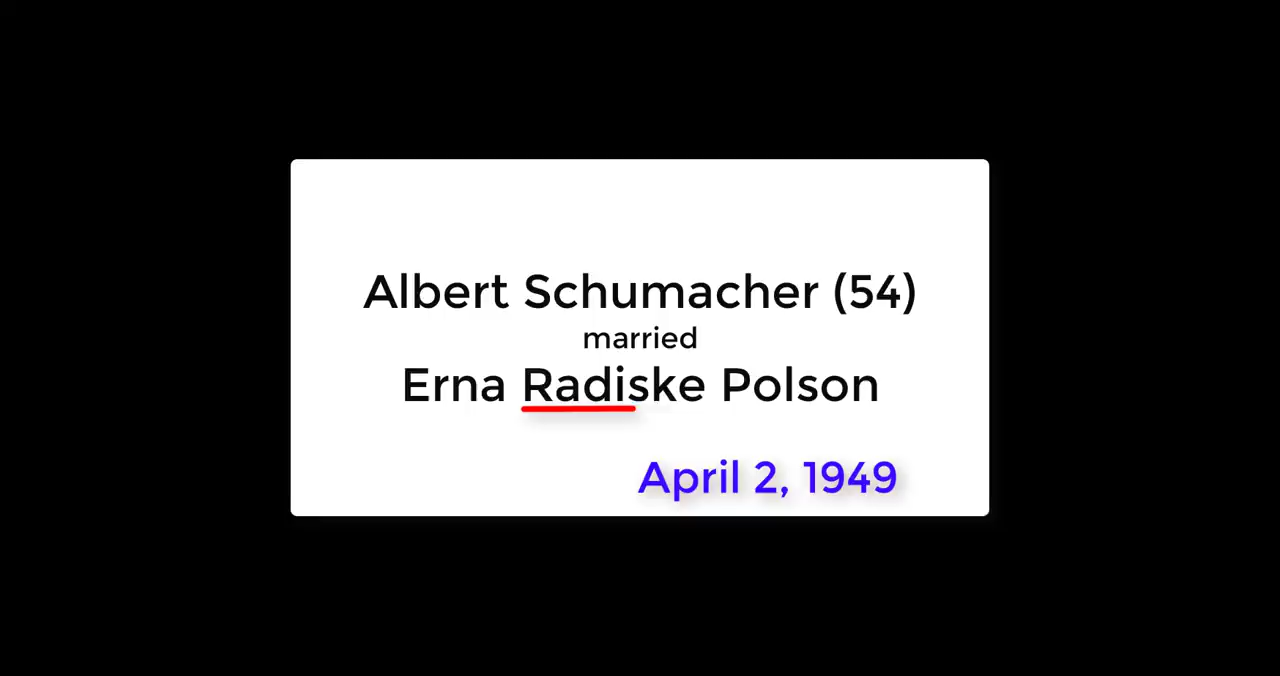 Albert Schumacher (54)
married
Erna Radiske Polson
April 2, 1949